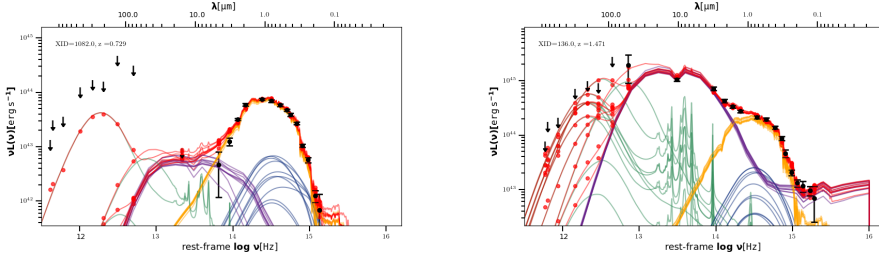 λ[μm]
100.0 10.0 1.0 0.1
10⁴⁵
XID=1082.0, z =0.729
10⁴⁴
νL(ν)[erg s⁻¹]
10⁴³
10⁴²
12 13 14 15
rest-frame log ν[Hz]
λ[μm]
100.0 10.0 1.0 0.1
XID=136.0, z =1.471
10⁴⁵
νL(ν)[erg s⁻¹]
10⁴⁴
10⁴³
12 13 14 15 16
rest-frame log ν[Hz]